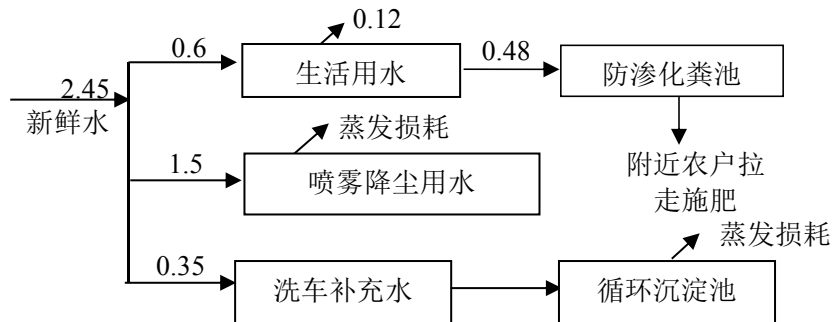 0.12
0.6
生活用水
0.48
防渗化粪池
2.45
新鲜水
蒸发损耗
附近农户拉
走施肥
1.5
喷雾降尘用水
蒸发损耗
0.35
洗车补充水
循环沉淀池